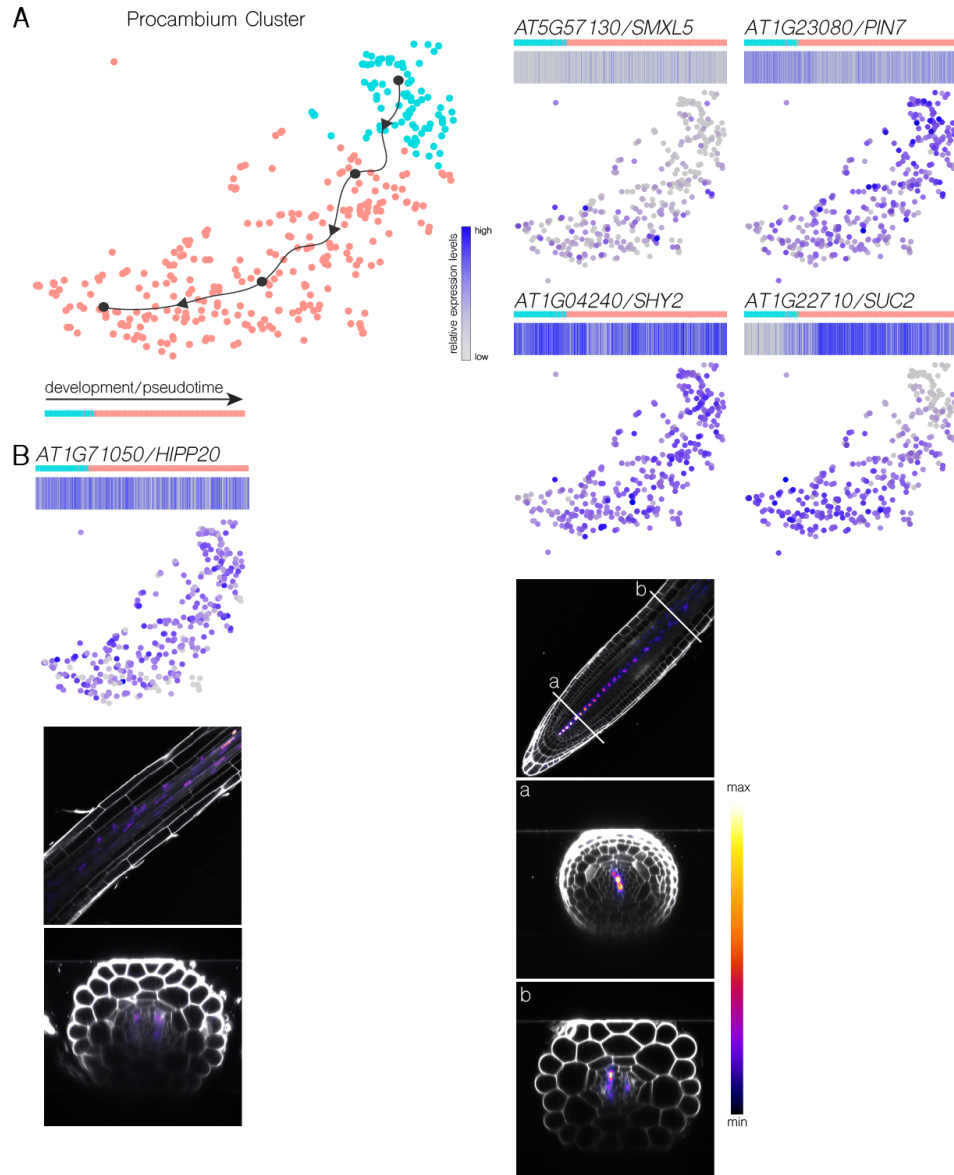 A
Procambium Cluster
AT5G57130/SMXL5
AT1G23080/PIN7
relative expression levels
high
low
AT1G04240/SHY2
AT1G22710/SUC2
development/pseudotime
B
AT1G71050/HIPP20
b
a
a
max
b
min